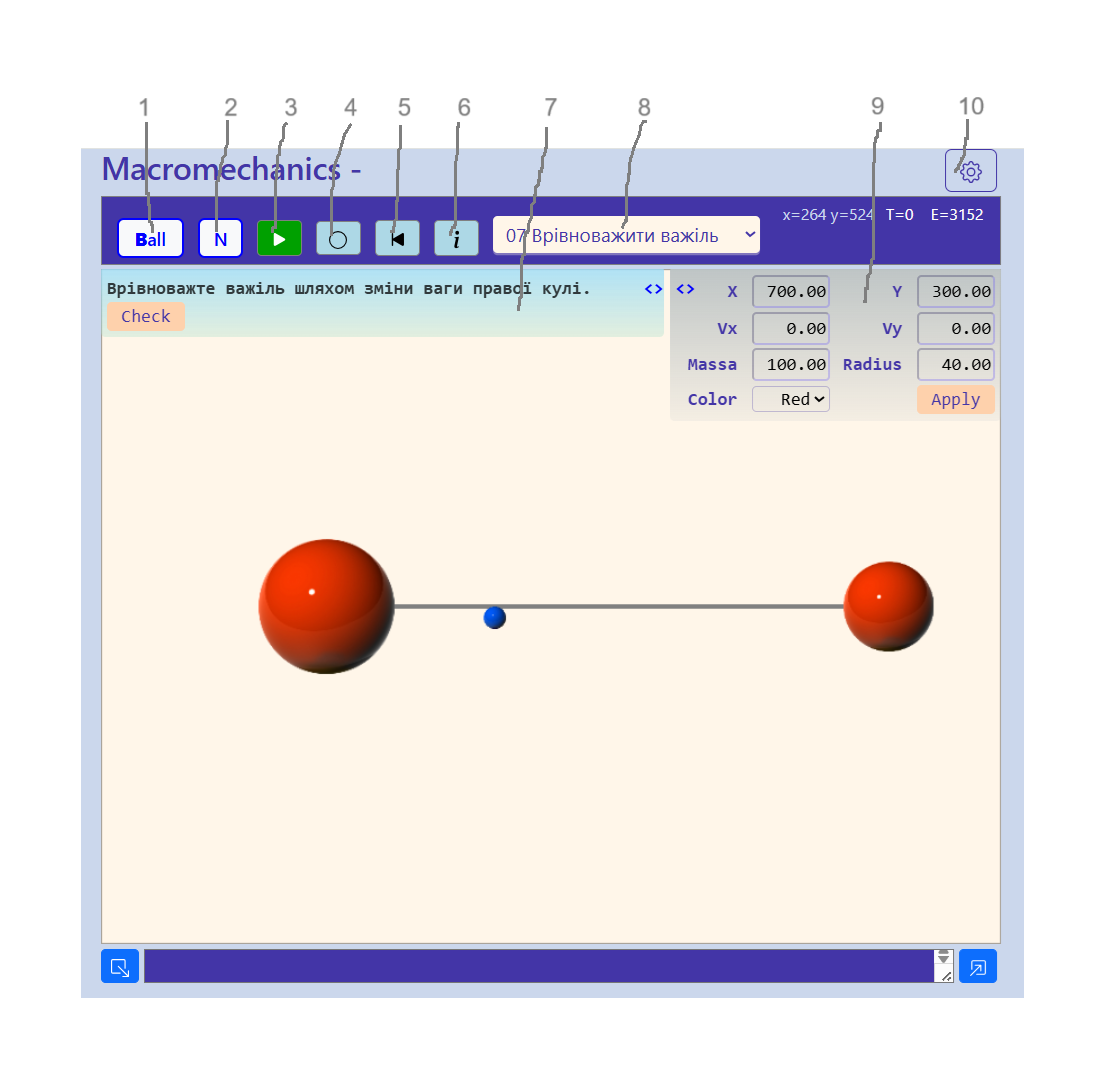 1 2 3 4 5 6 7 8 9 10
Macromechanics -
Ball N i 07 Врівноважити важіль x=264 y=524 T=0 E=3152
Врівноважте важіль шляхом зміни ваги правої кулі. <> <> X 700.00 Y 300.00
Check
Vx 0.00 Vy 0.00
Massa 100.00 Radius 40.00
Color Red Apply